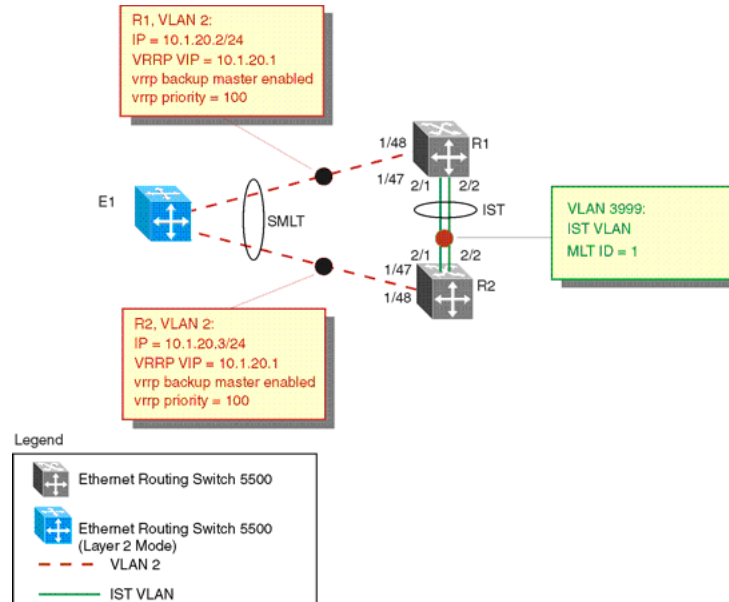 R1, VLAN 2:
IP = 10.1.20.2/24
VRRP VIP = 10.1.20.1
vrrp backup master enabled
vrrp priority = 100
1/48
R1
1/47
2/1
2/2
E1
SMLT
IST
VLAN 3999:
IST VLAN
MLT ID = 1
2/1
2/2
1/47
R2
1/48
R2, VLAN 2:
IP = 10.1.20.3/24
VRRP VIP = 10.1.20.1
vrrp backup master enabled
vrrp priority = 100
Legend
Ethernet Routing Switch 5500
Ethernet Routing Switch 5500
(Layer 2 Mode)
VLAN 2
IST VLAN